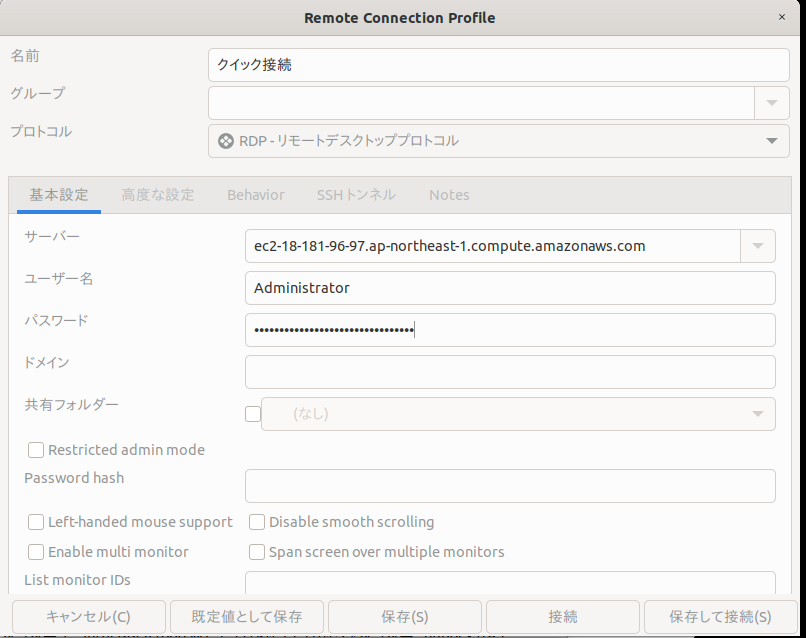 Remote Connection Profile
名前
クイック接続
グループ
プロトコル
RDP - リモートデスクトッププロトコル
基本設定 高度な設定 Behavior SSHトンネル Notes
サーバー
ec2-18-181-96-97.ap-northeast-1.compute.amazonaws.com
ユーザー名
Administrator
パスワード
ドメイン
共有フォルダー
(なし)
Restricted admin mode
Password hash
Left-handed mouse support Disable smooth scrolling
Enable multi monitor Span screen over multiple monitors
List monitor IDs
キャンセル(C) 既定値として保存 保存(S) 接続 保存して接続(S)